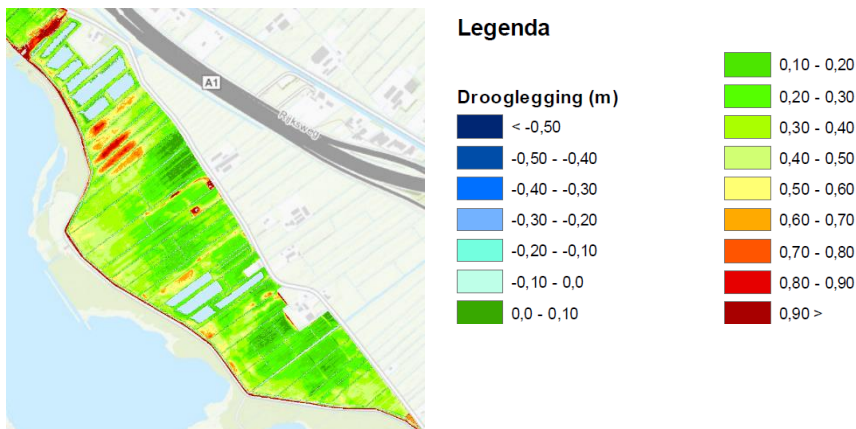 A1
Rijksweg
Legenda
Drooglegging (m)
< -0,50
-0,50 - -0,40
-0,40 - -0,30
-0,30 - -0,20
-0,20 - -0,10
-0,10 - 0,0
0,0 - 0,10
0,10 - 0,20
0,20 - 0,30
0,30 - 0,40
0,40 - 0,50
0,50 - 0,60
0,60 - 0,70
0,70 - 0,80
0,80 - 0,90
0,90 >